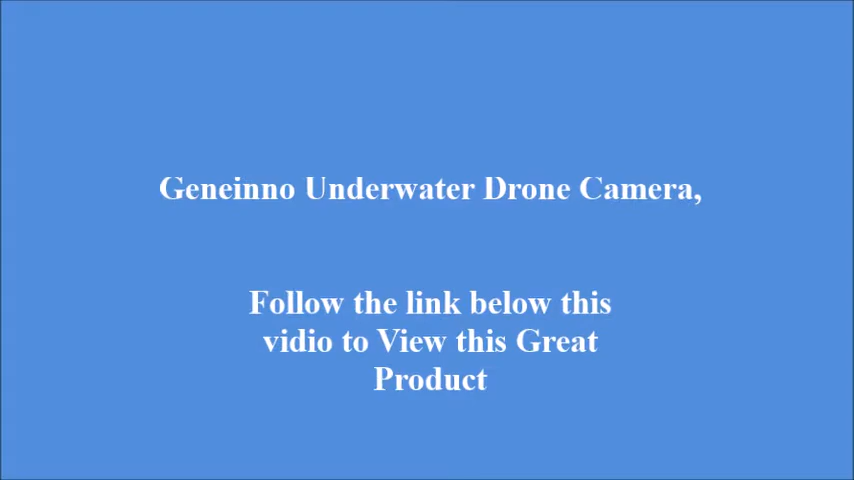 Geneinno Underwater Drone Camera,
Follow the link below this
vidio to View this Great
Product